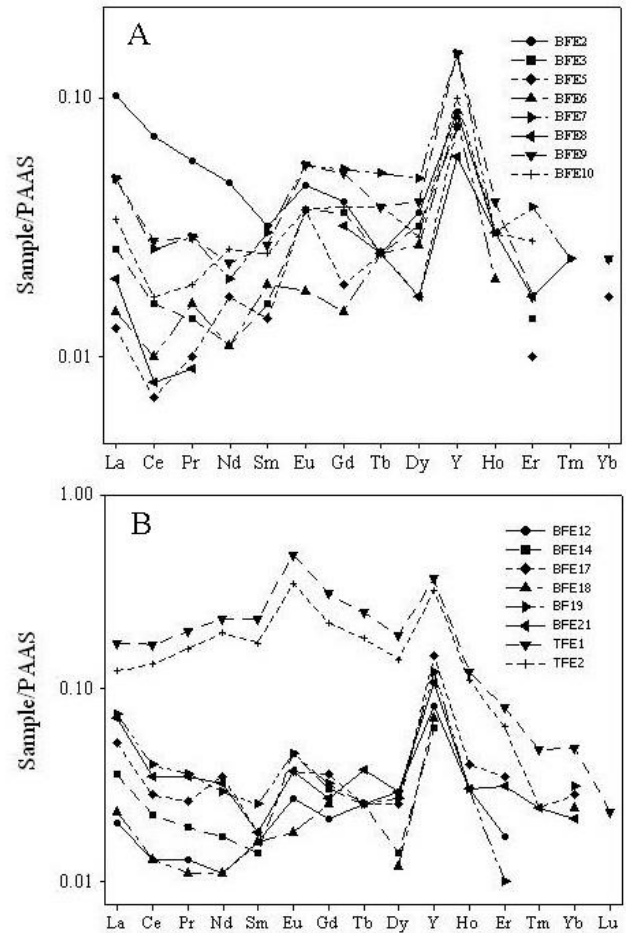 A
BFE2
BFE3
BFE5
BFE6
BFE7
BFE8
BFE9
BFE10
0.10
0.01
Sample/PAAS
La Ce Pr Nd Sm Eu Gd Tb Dy Y Ho Er Tm Yb
B
BFE12
BFE14
BFE17
BFE18
BF19
BFE21
TFE1
TFE2
1.00
0.10
0.01
Sample/PAAS
La Ce Pr Nd Sm Eu Gd Tb Dy Y Ho Er Tm Yb Lu